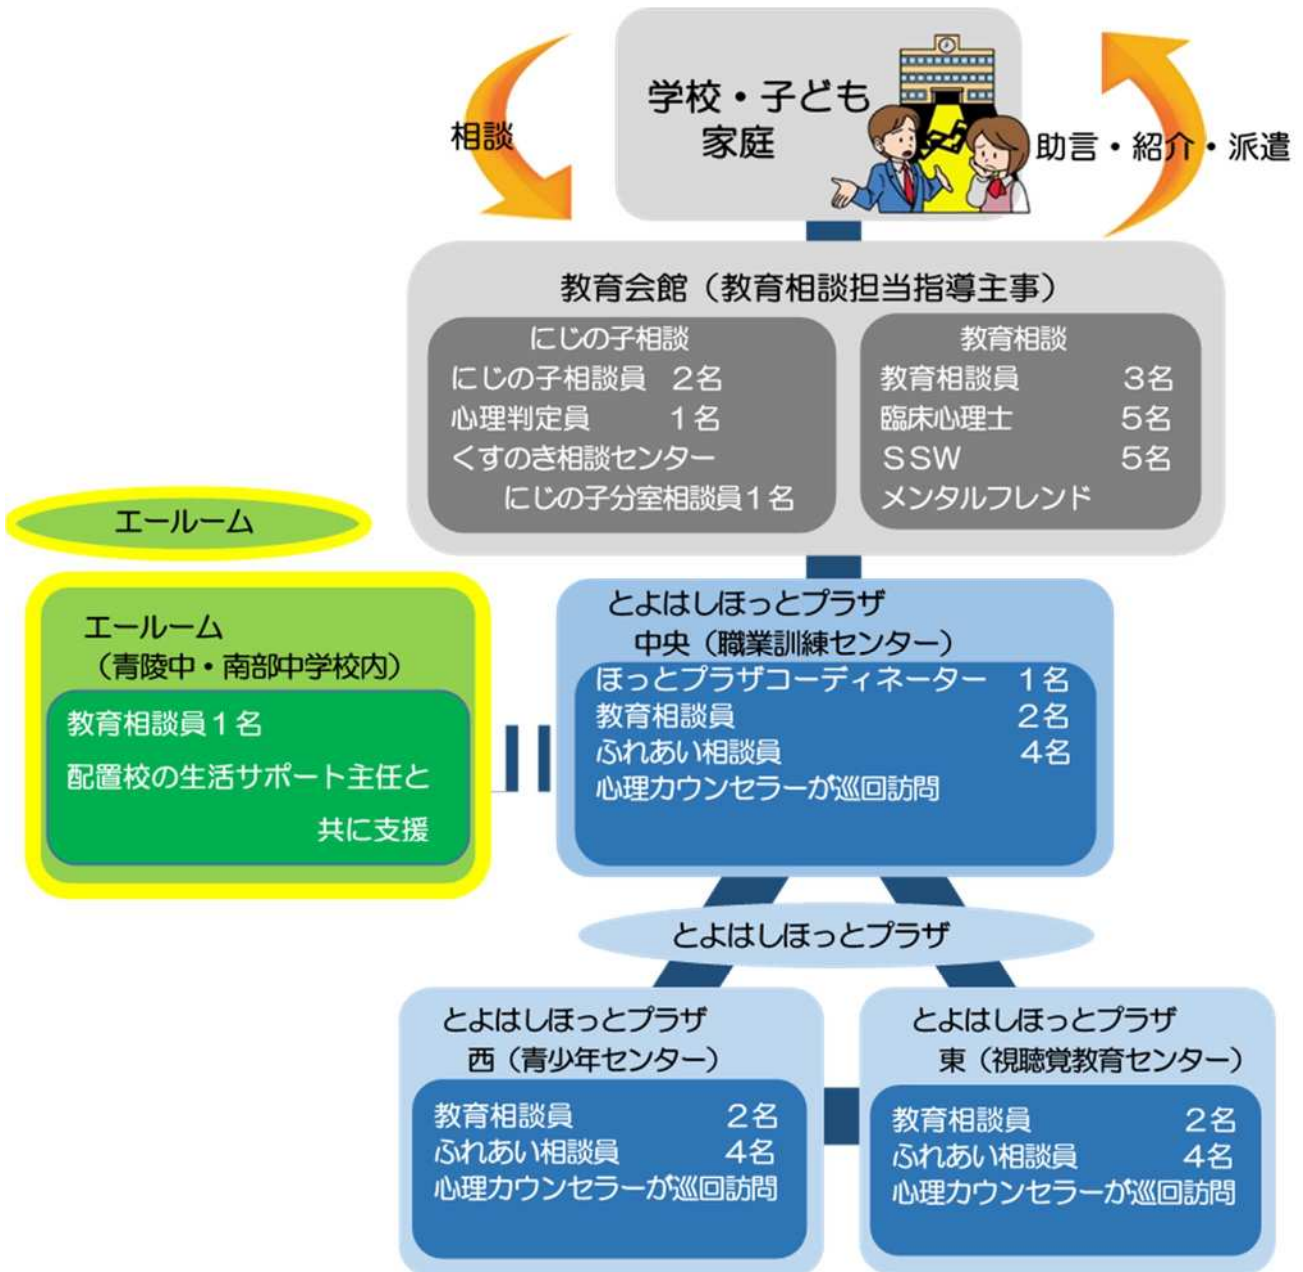 学校・子ども
家庭
相談
助言・紹介・派遣
教育会館（教育相談担当指導主事）
にじの子相談
にじの子相談員 2名
心理判定員 1名
くすのき相談センター
にじの子分室相談員1名
教育相談
教育相談員 3名
臨床心理士 5名
SSW 5名
メンタルフレンド
エールーム
エールーム
（青陵中・南部中学校内）
教育相談員1名
配置校の生活サポート主任と
共に支援
とよはしほっとプラザ
中央（職業訓練センター）
ほっとプラザコーディネーター 1名
教育相談員 2名
ふれあい相談員 4名
心理カウンセラーが巡回訪問
とよはしほっとプラザ
とよはしほっとプラザ
西（青少年センター）
教育相談員 2名
ふれあい相談員 4名
心理カウンセラーが巡回訪問
とよはしほっとプラザ
東（視聴覚教育センター）
教育相談員 2名
ふれあい相談員 4名
心理カウンセラーが巡回訪問